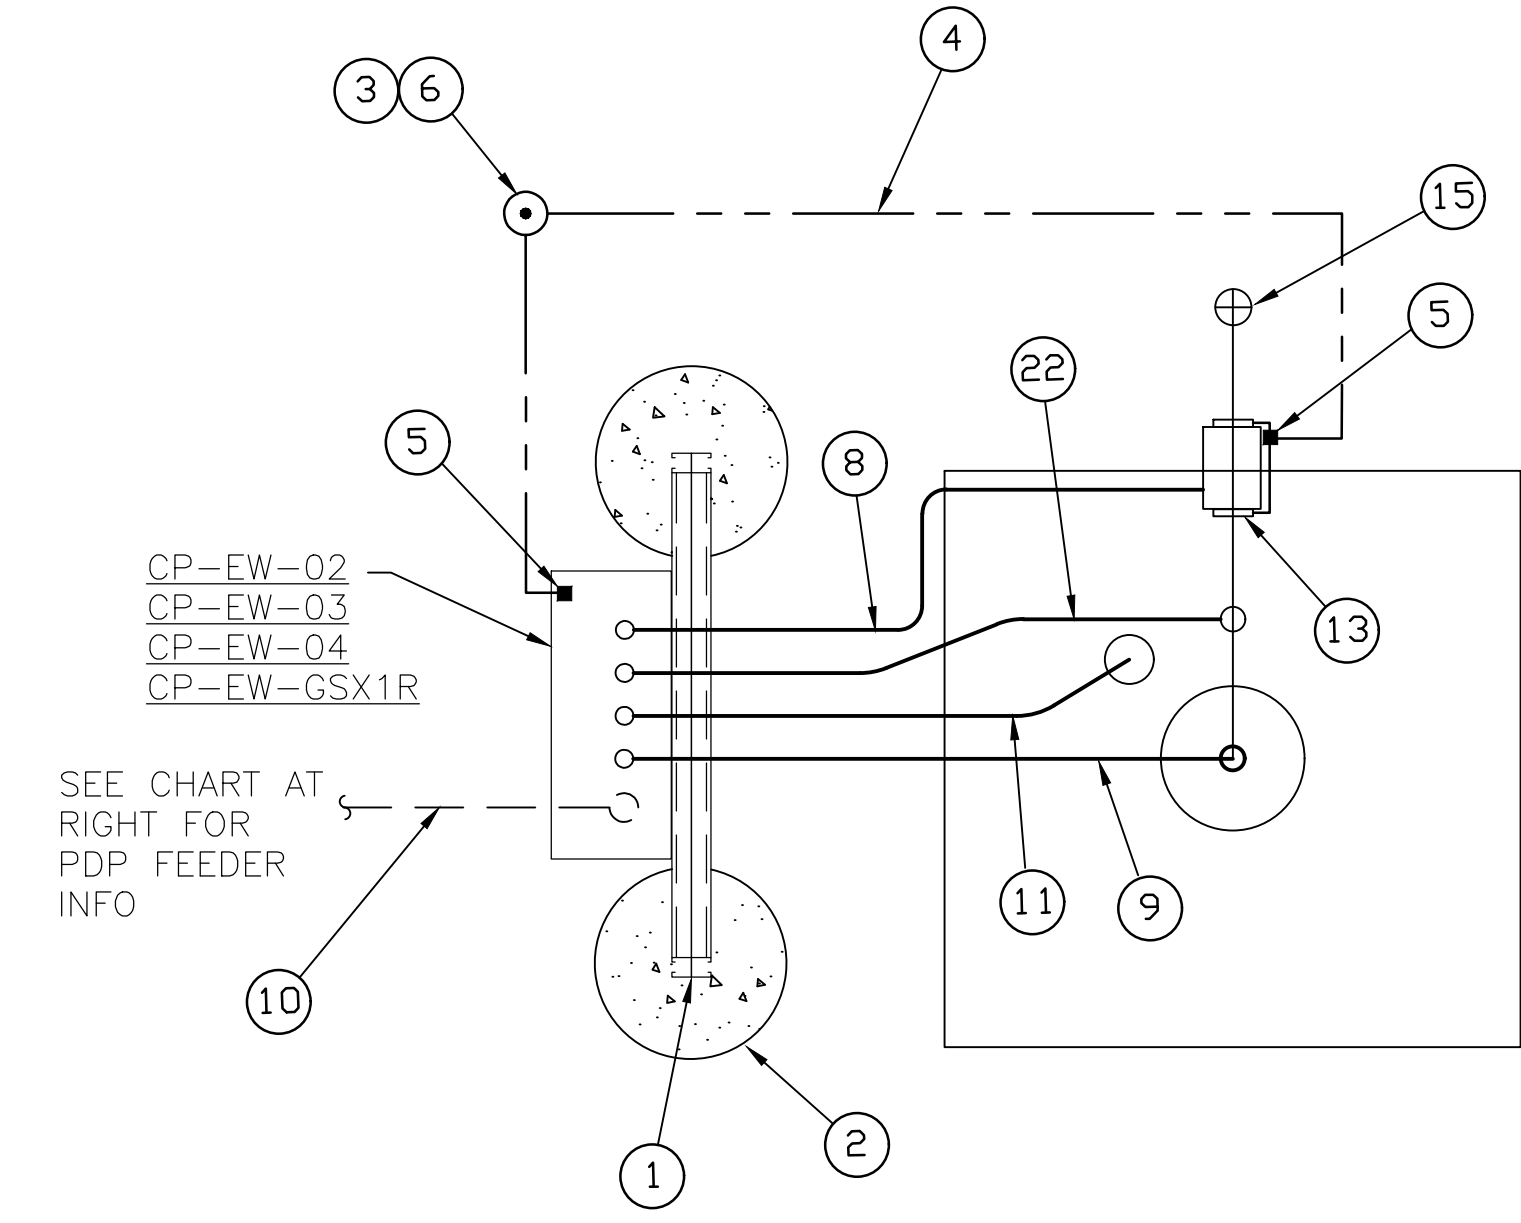 4
3 6
15
5
22
5
8
CP-EW-02
CP-EW-03
CP-EW-04
CP-EW-GSX1R
13
SEE CHART AT
RIGHT FOR
PDP FEEDER
INFO
11
9
10
2
1